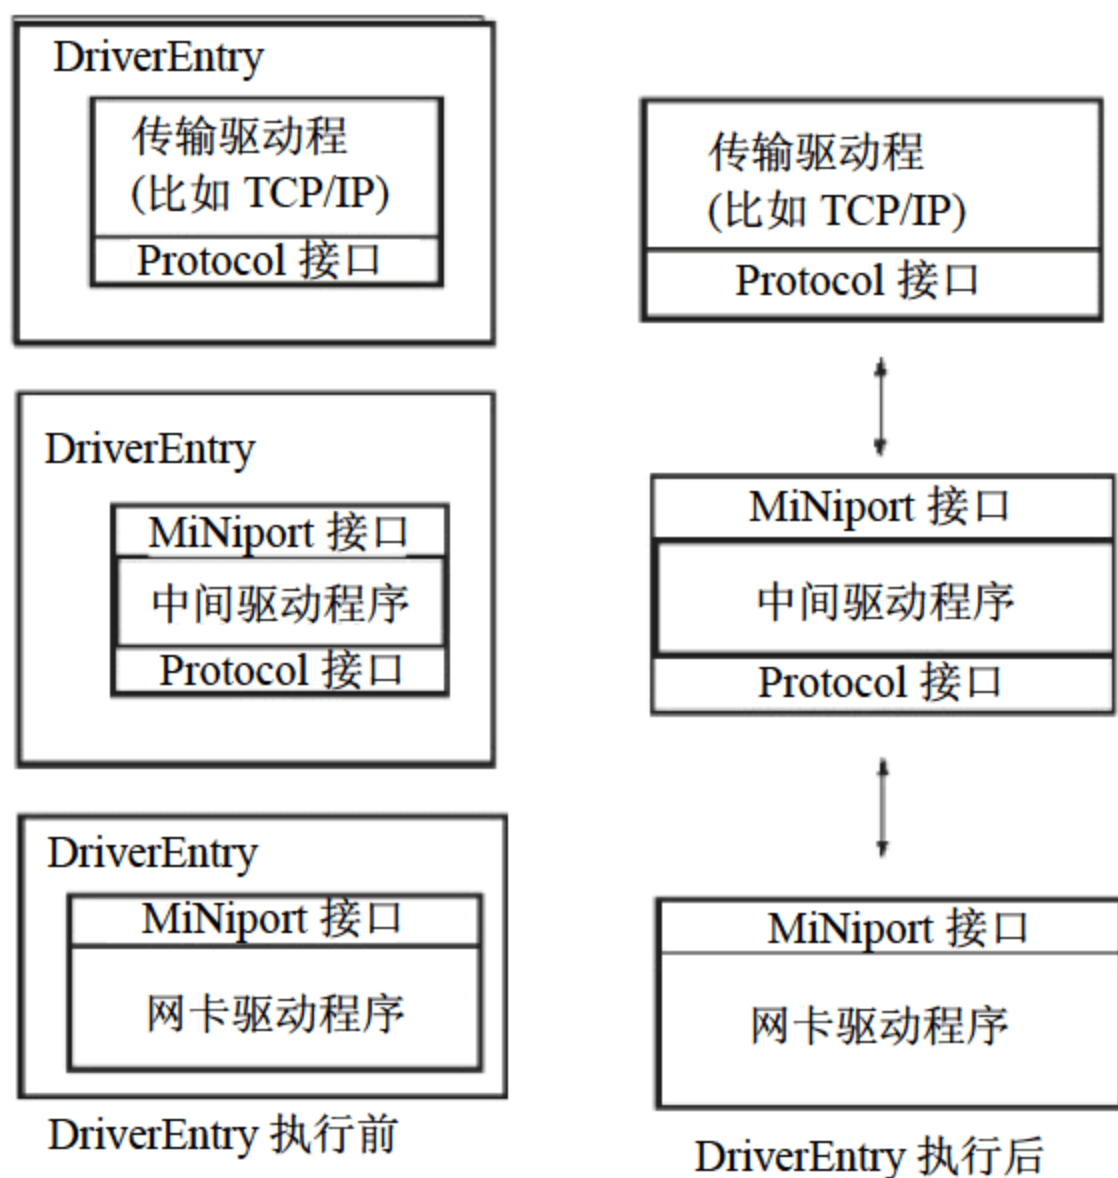 DriverEntry
传输驱动程
(比如 TCP/IP)
Protocol 接口
DriverEntry
MiNiport 接口
中间驱动程序
Protocol 接口
DriverEntry
MiNiport 接口
网卡驱动程序
DriverEntry 执行前
传输驱动程
(比如 TCP/IP)
Protocol 接口
MiNiport 接口
中间驱动程序
Protocol 接口
MiNiport 接口
网卡驱动程序
DriverEntry 执行后